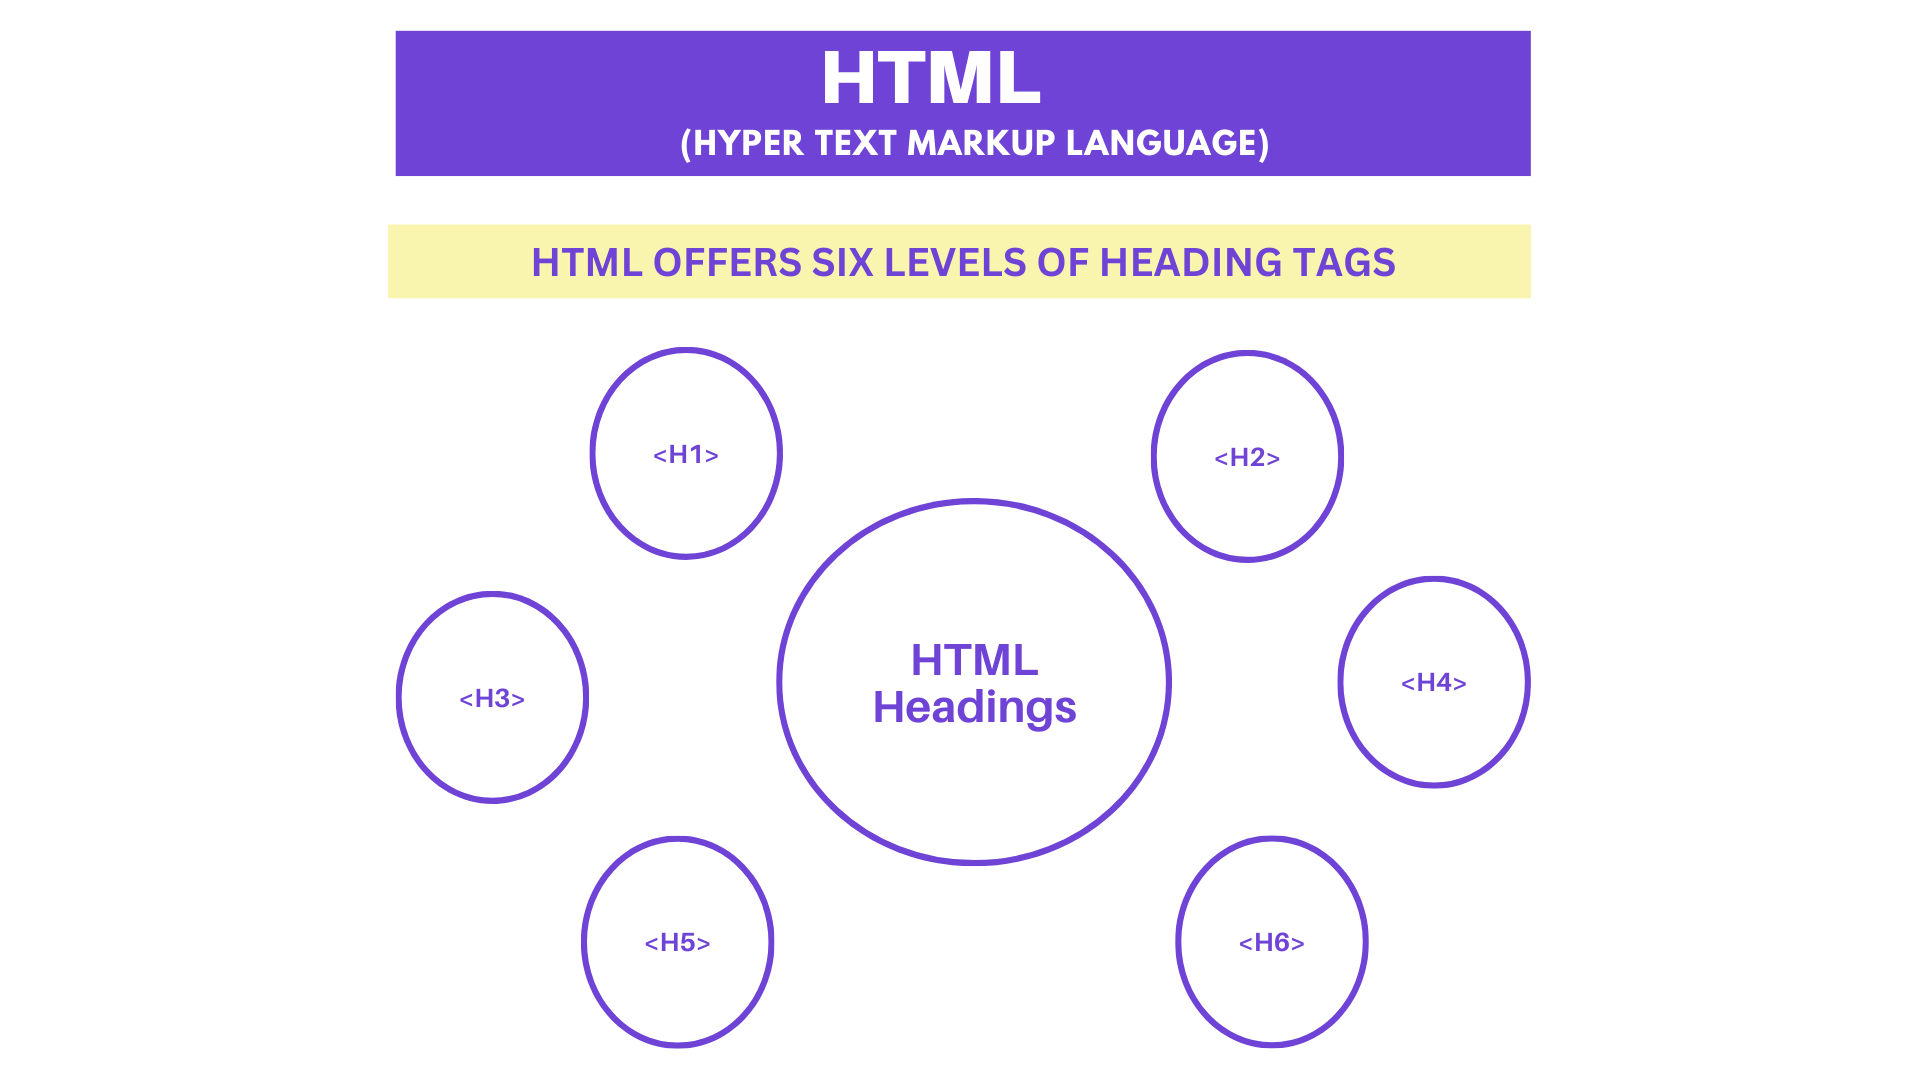 HTML
(HYPER TEXT MARKUP LANGUAGE)
HTML OFFERS SIX LEVELS OF HEADING TAGS
<H1>
<H2>
HTML
Headings
<H3>
<H4>
<H5>
<H6>